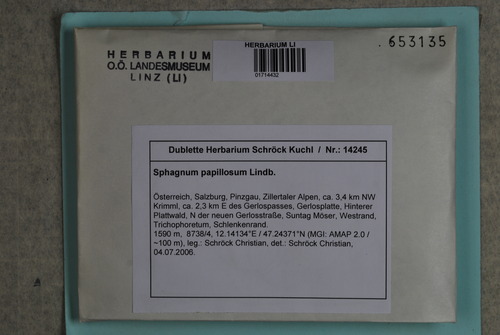 HERBARIUM
O.Ö. LANDESMUSEUM
LINZ (LI)
HERBARIUM LI
01714432
653135
Dublette Herbarium Schröck Kuchl / Nr.: 14245
Sphagnum papillosum Lindb.
Österreich, Salzburg, Pinzgau, Zillertaler Alpen, ca. 3,4 km NW
Krimml, ca. 2,3 km E des Gerlospasses, Gerlosplatte, Hinterer
Plattwald, N der neuen Gerlosstraße, Suntag Möser, Westrand,
Trichophoretum, Schlenkenrand.
1590 m, 8738/4, 12.14134°E / 47.24371°N (MGI: AMAP 2.0 /
~100 m), leg.: Schröck Christian, det.: Schröck Christian,
04.07.2006.